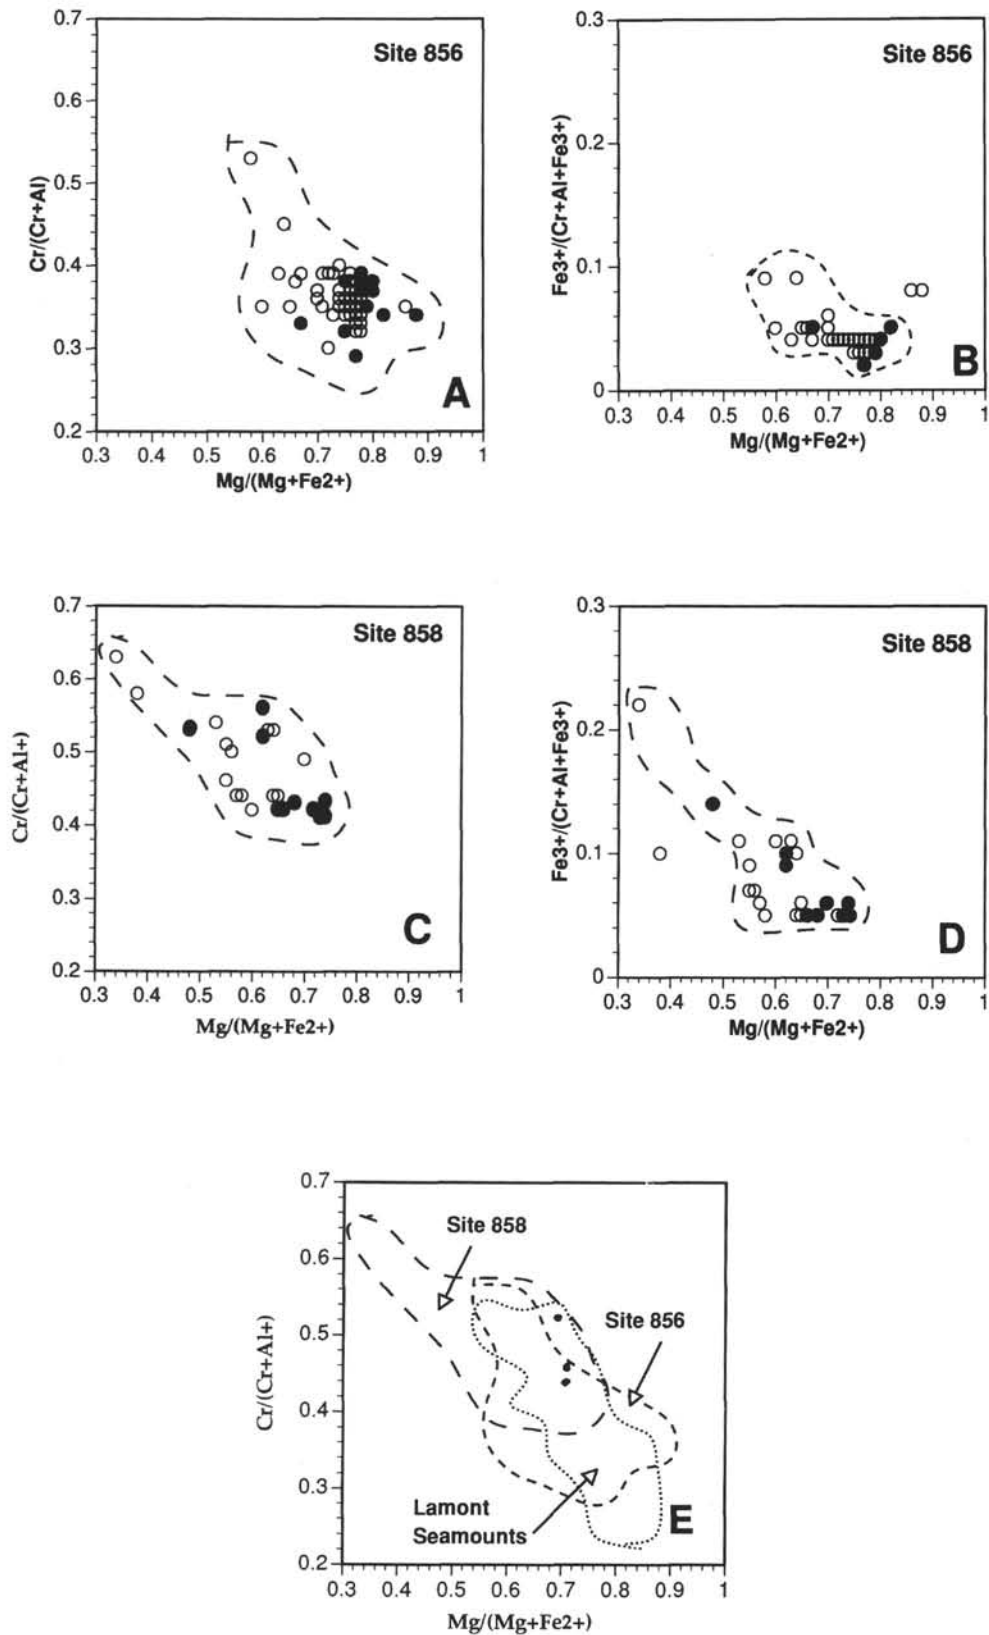 0.7
0.6
0.5
0.4
0.3
0.2
Cr/(Cr+Al)
Site 856
A
0.3 0.4 0.5 0.6 0.7 0.8 0.9 1
Mg/(Mg+Fe2+)
0.3
0.2
0.1
0
Fe3+/(Cr+Al+Fe3+)
Site 856
B
0.3 0.4 0.5 0.6 0.7 0.8 0.9 1
Mg/(Mg+Fe2+)
0.7
0.6
0.5
0.4
0.3
0.2
Cr/(Cr+Al+)
Site 858
C
0.3 0.4 0.5 0.6 0.7 0.8 0.9 1
Mg/(Mg+Fe2+)
0.3
0.2
0.1
0
Fe3+/(Cr+Al+Fe3+)
Site 858
D
0.3 0.4 0.5 0.6 0.7 0.8 0.9 1
Mg/(Mg+Fe2+)
0.7
0.6
0.5
0.4
0.3
0.2
Cr/(Cr+Al+)
Site 858
Site 856
Lamont
Seamounts
E
0.3 0.4 0.5 0.6 0.7 0.8 0.9 1
Mg/(Mg+Fe2+)